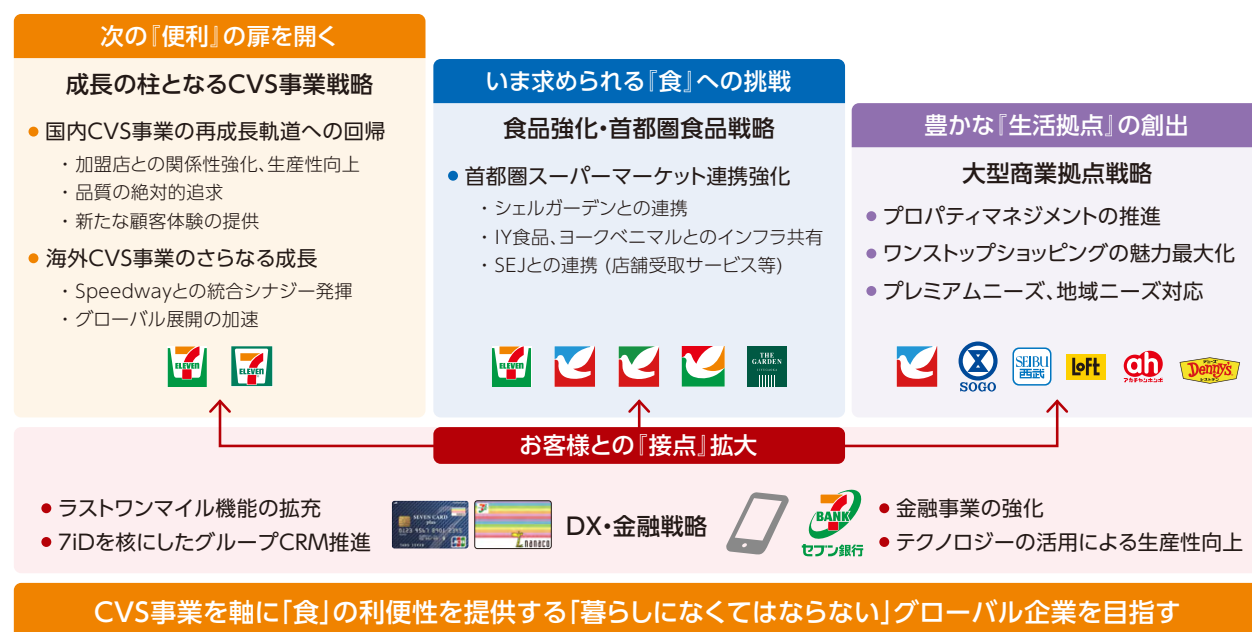 次の『便利』の扉を開く
成長の柱となるCVS事業戦略
● 国内CVS事業の再成長軌道への回帰
・加盟店との関係性強化、生産性向上
・品質の絶対的追求
・新たな顧客体験の提供
● 海外CVS事業のさらなる成長
・Speedwayとの統合シナジー発揮
・グローバル展開の加速
ELEVEN
ELEVEN
いま求められる『食』への挑戦
食品強化・首都圏食品戦略
● 首都圏スーパーマーケット連携強化
・シェルガーデンとの連携
・IY食品、ヨークベニマルとのインフラ共有
・SEJとの連携 (店舗受取サービス等)
ELEVEN
THE
GARDEN
豊かな『生活拠点』の創出
大型商業拠点戦略
● プロパティマネジメントの推進
● ワンストップショッピングの魅力最大化
● プレミアムニーズ、地域ニーズ対応
SOGO
SEIBU
西武
LoFt
ah
アカチャンホンポ
Denny's
お客様との『接点』拡大
● ラストワンマイル機能の拡充
● 7iDを核にしたグループCRM推進
SEVEN CARD
plus
JCB
nanaco
DX・金融戦略
7
BANK
セブン銀行
● 金融事業の強化
● テクノロジーの活用による生産性向上
CVS事業を軸に「食」の利便性を提供する「暮らしになくてはならない」グローバル企業を目指す